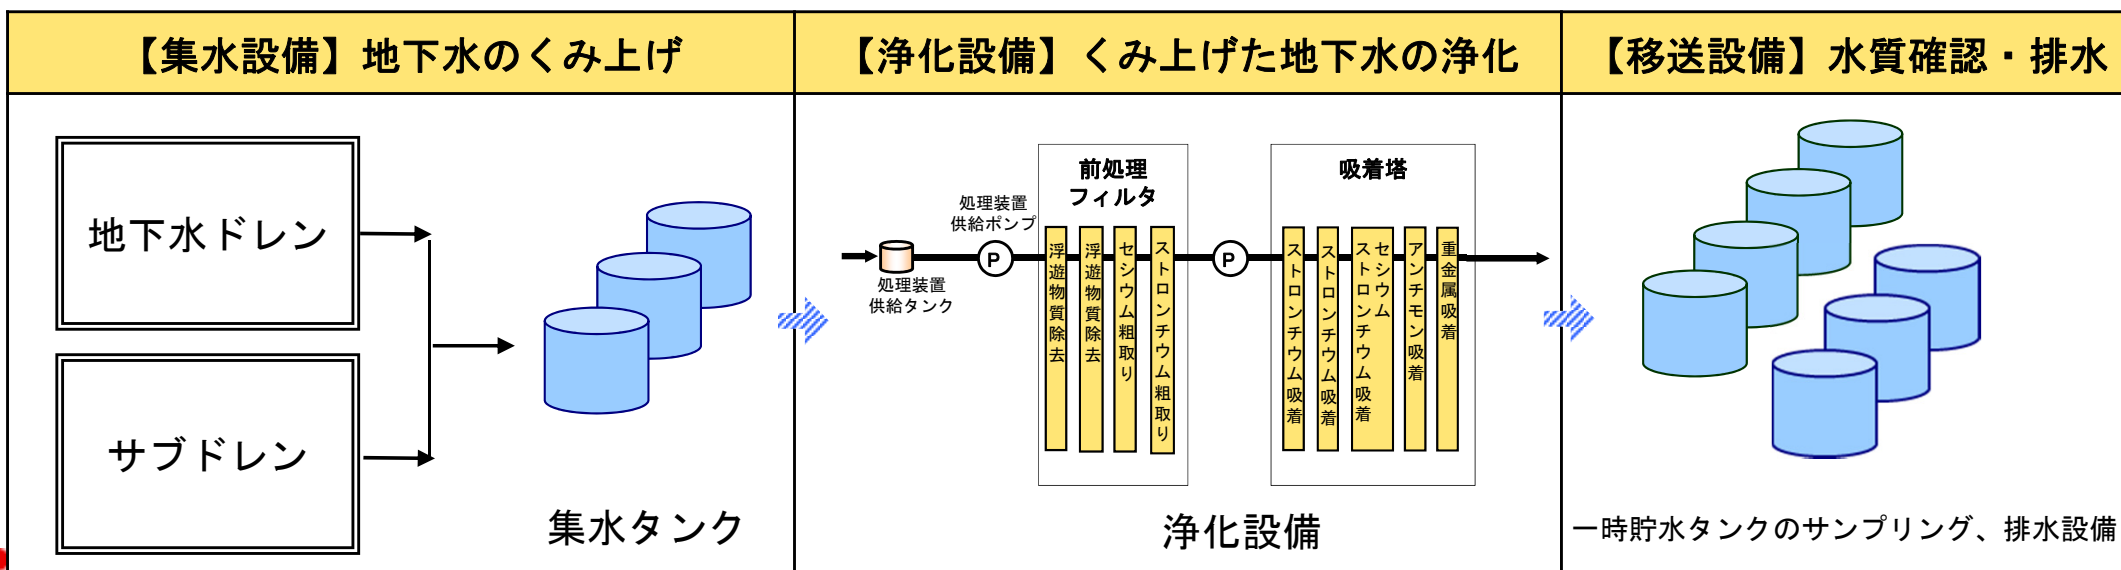 【集水設備】地下水のくみ上げ
【浄化設備】くみ上げた地下水の浄化
【移送設備】水質確認・排水
地下水ドレン
サブドレン
集水タンク
処理装置
供給タンク
処理装置
供給ポンプ
P
前処理
フィルタ
浮遊物質除去
浮遊物質除去
セシウム粗取り
ストロンチウム粗取り
P
吸着塔
ストロンチウム吸着
ストロンチウム吸着
セシウム
ストロンチウム吸着
アンチモン吸着
重金属吸着
浄化設備
一時貯水タンクのサンプリング、排水設備